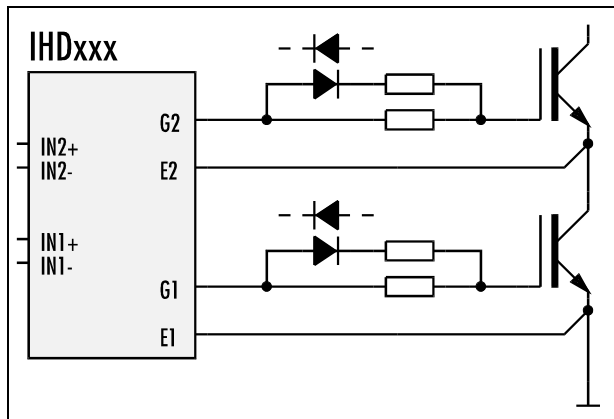 IHDxxx
G2
IN2+
IN2-
E2
IN1+
IN1-
G1
E1